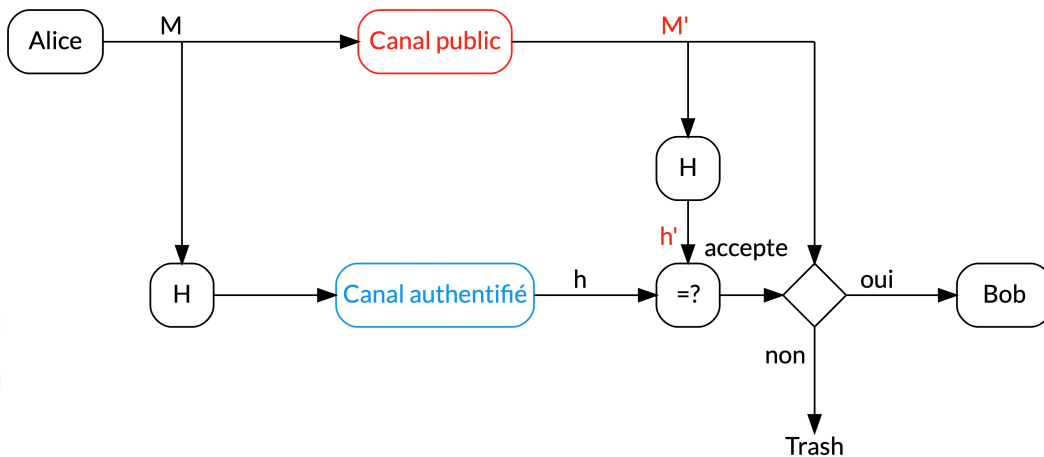 Alice
M
Canal public
M'
H
h'
accepte
H
Canal authentifié
h
=?
oui
Bob
non
Trash